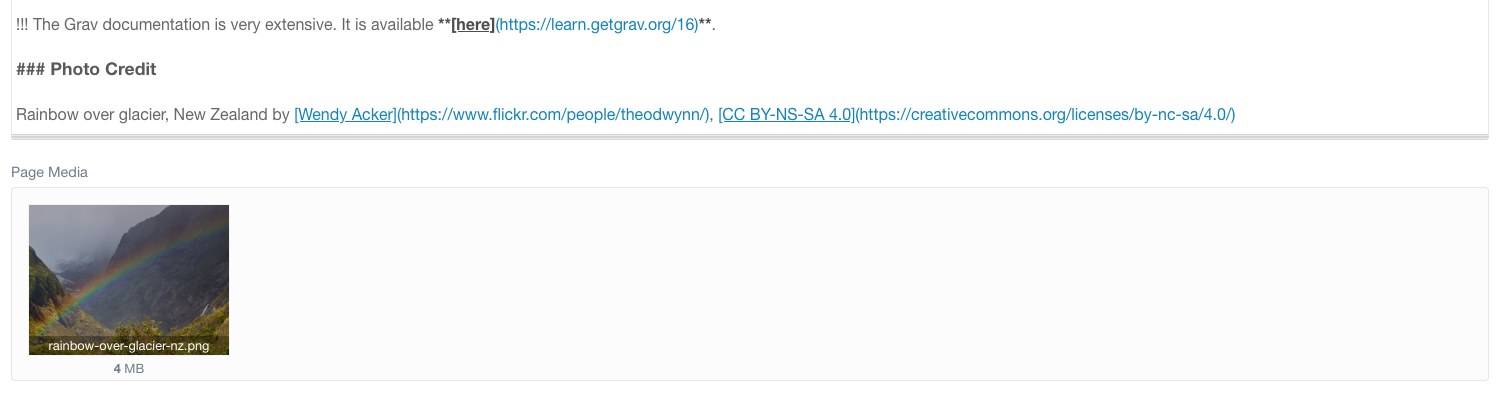 !!! The Grav documentation is very extensive. It is available **[here](https://learn.getgrav.org/16)**.
### Photo Credit
Rainbow over glacier, New Zealand by [Wendy Acker](https://www.flickr.com/people/theodwynn/), [CC BY-NS-SA 4.0](https://creativecommons.org/licenses/by-nc-sa/4.0/)
Page Media
rainbow-over-glacier-nz.png
4 MB